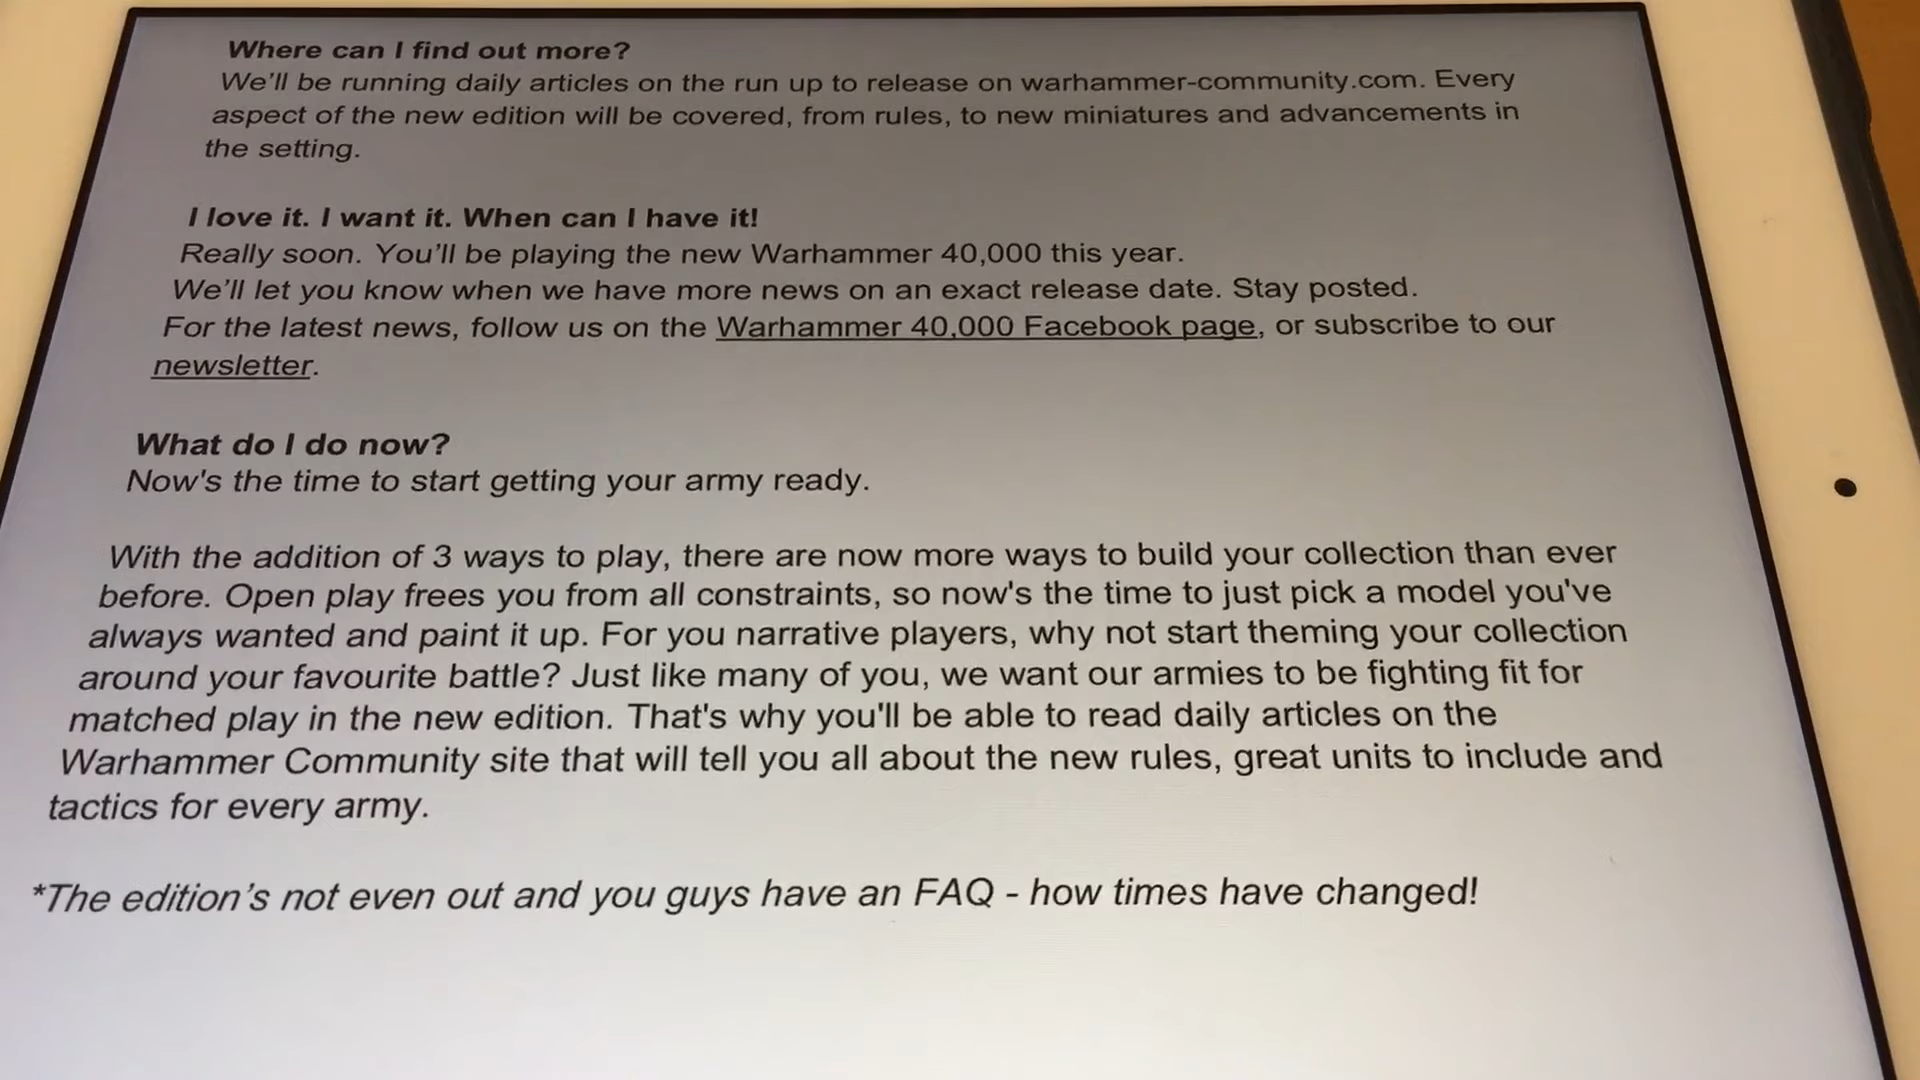 Where can I find out more?
We'll be running daily articles on the run up to release on warhammer-community.com. Every
aspect of the new edition will be covered, from rules, to new miniatures and advancements in
the setting.
I love it. I want it. When can I have it!
Really soon. You'll be playing the new Warhammer 40,000 this year.
We'll let you know when we have more news on an exact release date. Stay posted.
For the latest news, follow us on the Warhammer 40,000 Facebook page, or subscribe to our
newsletter.
What do I do now?
Now's the time to start getting your army ready.
With the addition of 3 ways to play, there are now more ways to build your collection than ever
before. Open play frees you from all constraints, so now's the time to just pick a model you've
always wanted and paint it up. For you narrative players, why not start theming your collection
around your favourite battle? Just like many of you, we want our armies to be fighting fit for
matched play in the new edition. That's why you'll be able to read daily articles on the
Warhammer Community site that will tell you all about the new rules, great units to include and
tactics for every army.
*The edition's not even out and you guys have an FAQ - how times have changed!